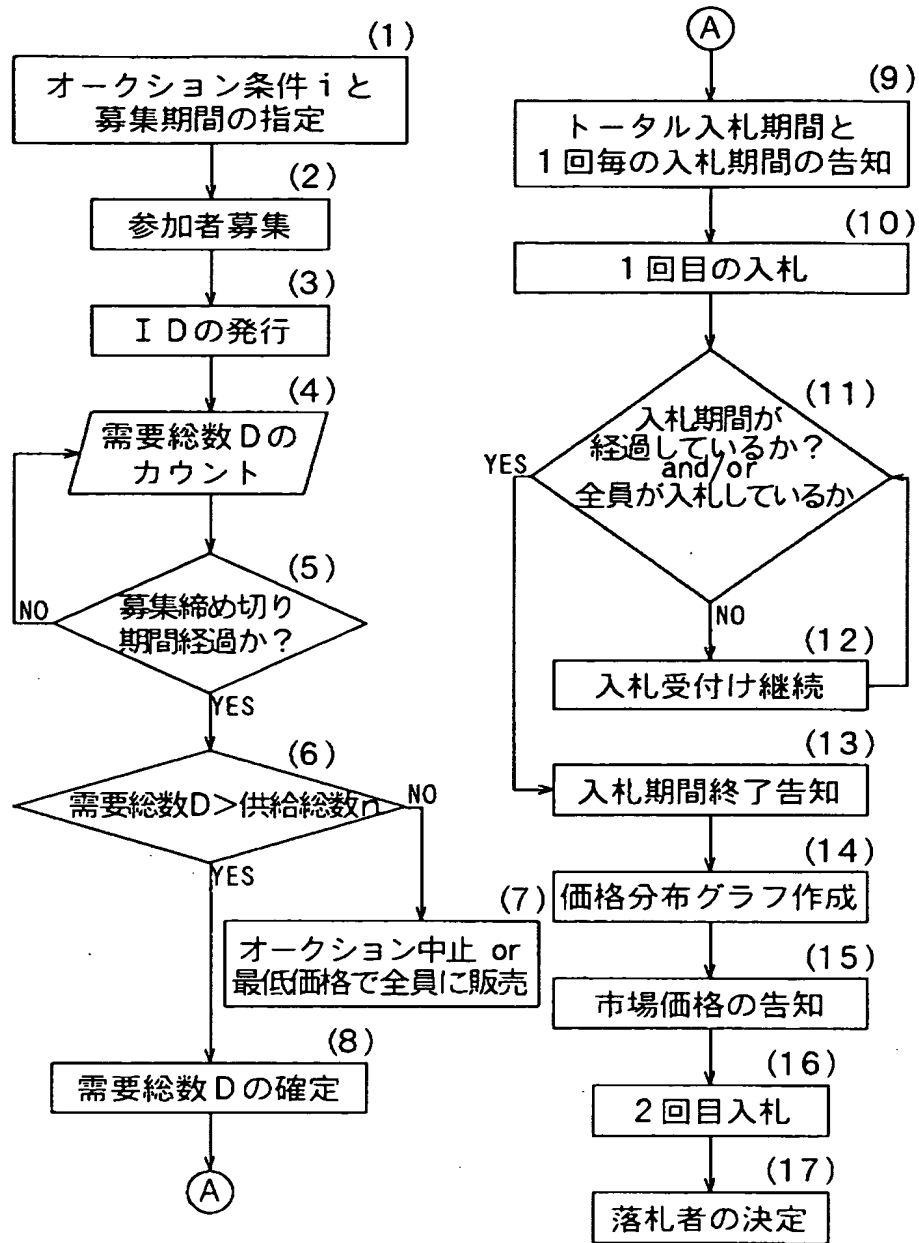 (1)
オークション条件iと
募集期間の指定
(2)
参加者募集
(3)
IDの発行
(4)
需要総数Dの
カウント
(5)
募集締め切り
期間経過か？
NO
YES
(6)
需要総数D＞供給総数n
NO
YES
(7)
オークション中止 or
最低価格で全員に販売
(8)
需要総数Dの確定
A
A
(9)
トータル入札期間と
1回毎の入札期間の告知
(10)
1回目の入札
(11)
入札期間が
経過しているか？
and/or
全員が入札しているか
YES
NO
(12)
入札受付け継続
(13)
入札期間終了告知
(14)
価格分布グラフ作成
(15)
市場価格の告知
(16)
2回目入札
(17)
落札者の決定